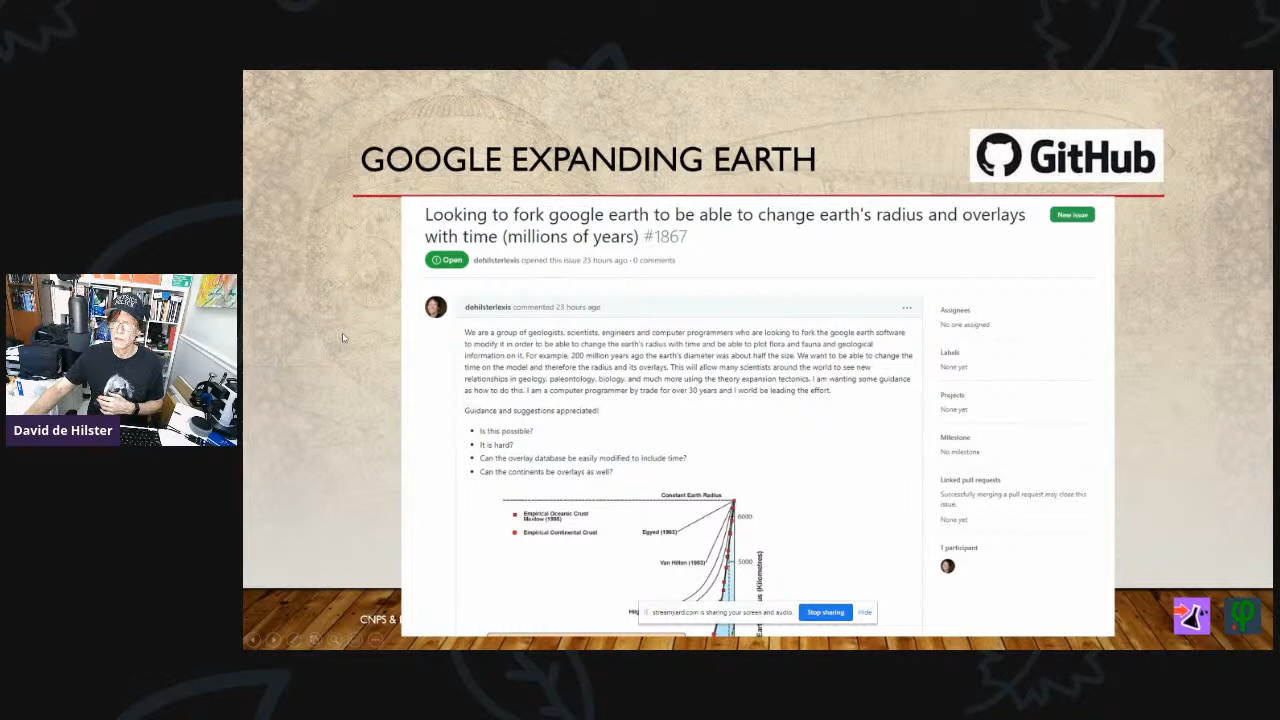 GOOGLE EXPANDING EARTH
GitHub
Looking to fork google earth to be able to change earth's radius and overlays
with time (millions of years) #1867
New issue
Open
dehilsterlexis opened this issue 23 hours ago · 0 comments
dehilsterlexis commented 23 hours ago
...
We are a group of geologists, scientists, engineers and computer programmers who are looking to fork the google earth software
to modify it in order to be able to change the earth's radius with time and be able to plot flora and fauna and geological
information on it. For example, 200 million years ago the earth's diameter was about half the size. We want to be able to change the
time on the model and therefore the radius and its overlays. This will allow many scientists around the world to see new
relationships in geology, paleontology, biology, and much more using the theory expansion tectonics. I am wanting some guidance
as how to do this. I am a computer programmer by trade for over 30 years and I would be leading the effort.
Guidance and suggestions appreciated!
• Is this possible?
• It is hard?
• Can the overlay database be easily modified to include time?
• Can the continents be overlays as well?
Assignees
No one assigned
Labels
None yet
Projects
None yet
Milestone
No milestone
Linked pull requests
Successfully merging a pull request may close this
issue.
None yet
1 participant
Constant Earth Radius
Empirical Oceanic Crust
Maxlow (1995)
Empirical Continental Crust
Egyed (1963)
Van Hilten (1963)
6000
5000
(Kilometres)
streamyard.com is sharing your screen and audio.
Stop sharing
Hide
David de Hilster
CNPS &